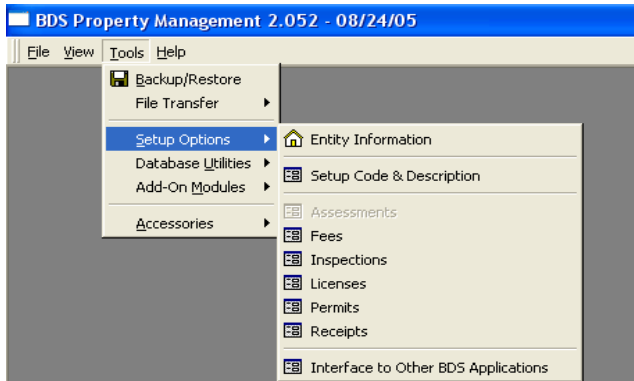 BDS Property Management 2.052 - 08/24/05
File View Tools Help
Backup/Restore
File Transfer
Setup Options
Database Utilities
Add-On Modules
Accessories
Entity Information
Setup Code & Description
Assessments
Fees
Inspections
Licenses
Permits
Receipts
Interface to Other BDS Applications